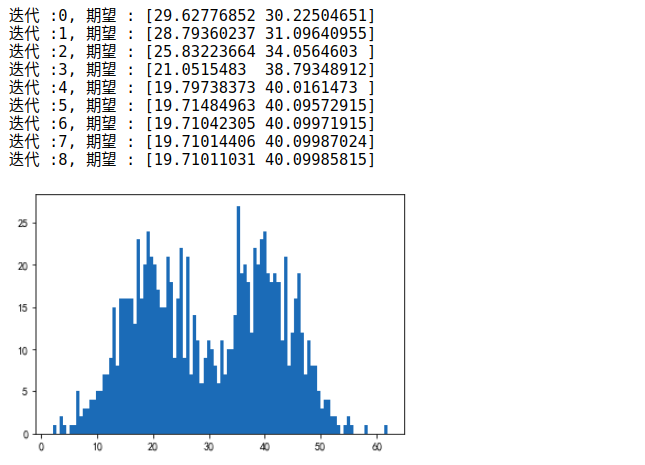 迭代 :0, 期望 : [29.62776852 30.22504651]
迭代 :1, 期望 : [28.79360237 31.09640955]
迭代 :2, 期望 : [25.83223664 34.0564603 ]
迭代 :3, 期望 : [21.0515483  38.79348912]
迭代 :4, 期望 : [19.79738373 40.0161473 ]
迭代 :5, 期望 : [19.71484963 40.09572915]
迭代 :6, 期望 : [19.71042305 40.09971915]
迭代 :7, 期望 : [19.71014406 40.09987024]
迭代 :8, 期望 : [19.71011031 40.09985815]
25
20
15
10
5
0
0 10 20 30 40 50 60